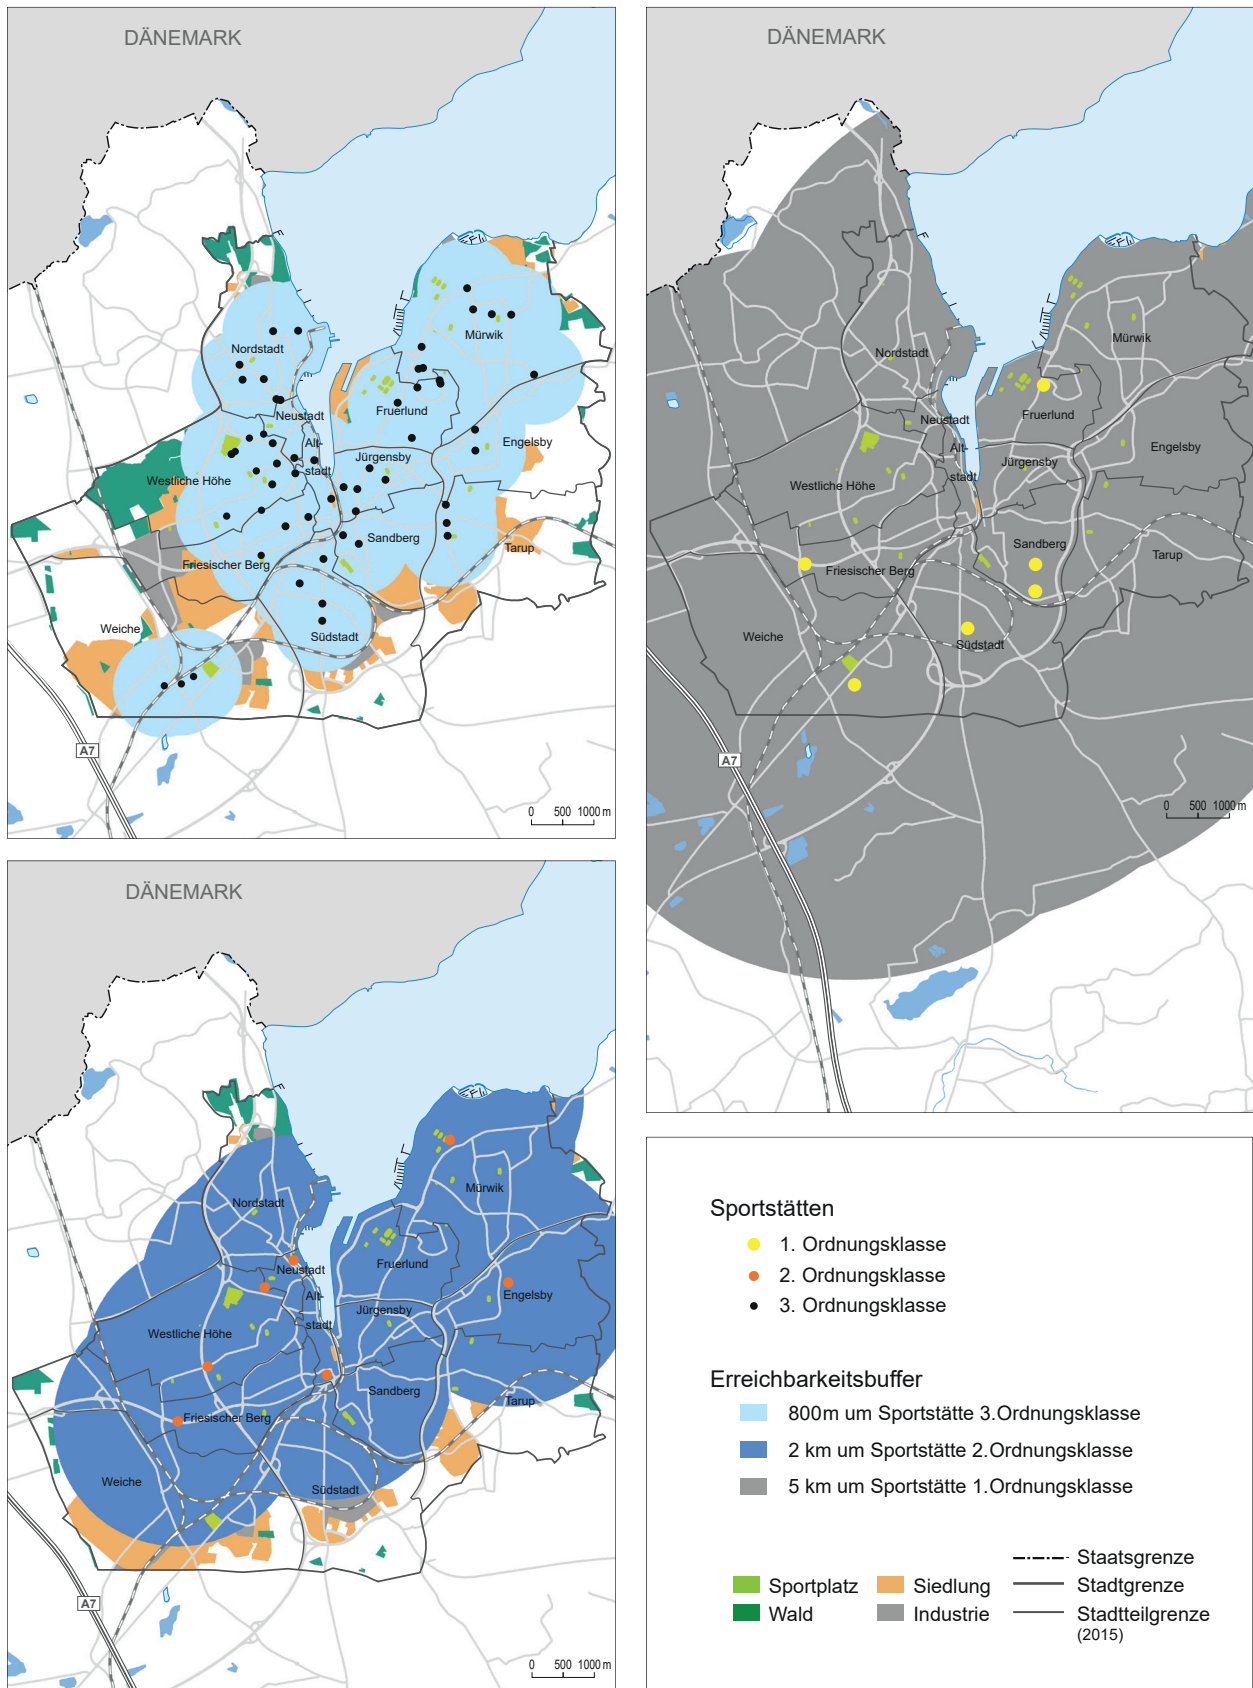 DÄNEMARK
Nordstadt
Mürwik
Neustadt
Fruerlund
Alt-
stadt
Engelsby
Jürgensby
Westliche Höhe
Sandberg
Tarup
Friesischer Berg
Weiche
Südstadt
A7
0 500 1000 m
DÄNEMARK
Nordstadt
Mürwik
Neustadt
Fruerlund
Alt-
stadt
Engelsby
Jürgensby
Westliche Höhe
Sandberg
Tarup
Friesischer Berg
Weiche
Südstadt
A7
0 500 1000 m
DÄNEMARK
Nordstadt
Mürwik
Neustadt
Fruerlund
Alt-
stadt
Engelsby
Jürgensby
Westliche Höhe
Sandberg
Tarup
Friesischer Berg
Weiche
Südstadt
A7
0 500 1000 m
Sportstätten
1. Ordnungsklasse
2. Ordnungsklasse
3. Ordnungsklasse
Erreichbarkeitsbuffer
800m um Sportstätte 3.Ordnungsklasse
2 km um Sportstätte 2.Ordnungsklasse
5 km um Sportstätte 1.Ordnungsklasse
Sportplatz
Wald
Siedlung
Industrie
Staatsgrenze
Stadtgrenze
Stadtteilgrenze
(2015)